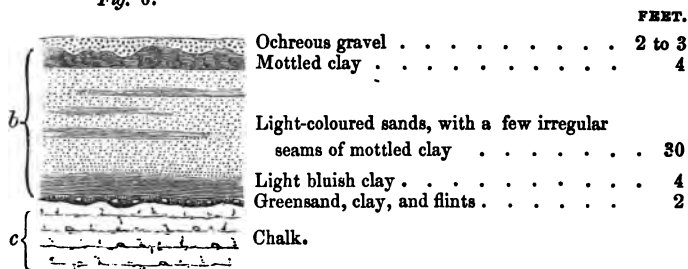 Fig. 6.
FEET.
Ochreous gravel . . . . . . . . . . 2 to 3
Mottled clay . . . . . . . . . . . 4
b
Light-coloured sands, with a few irregular
seams of mottled clay . . . . . . . 30
Light bluish clay . . . . . . . . . . 4
Greensand, clay, and flints . . . . . . 2
c
Chalk.